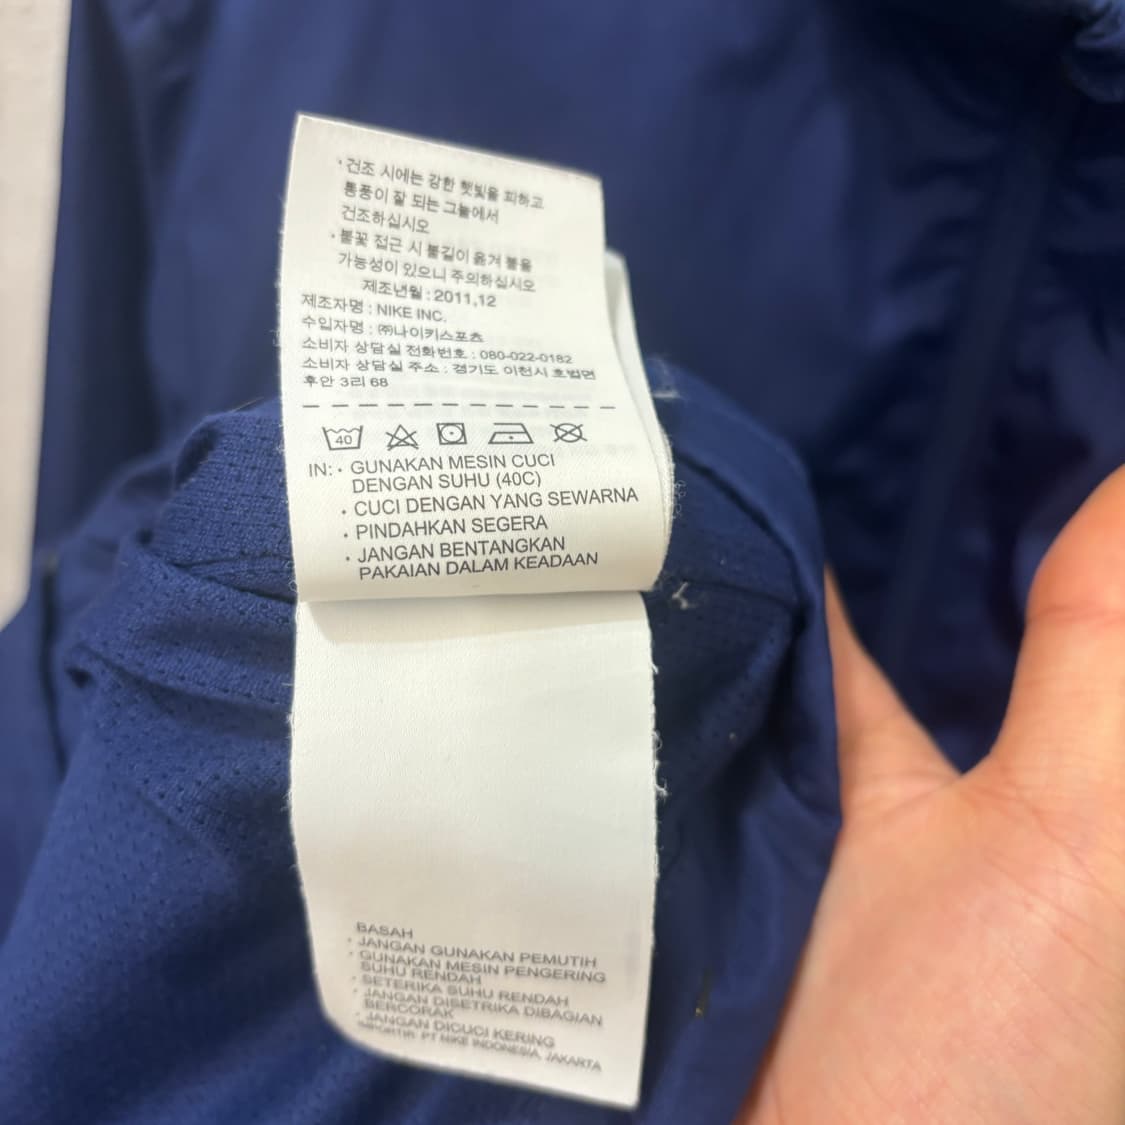 · 건조 시에는 강한 햇빛을 피하고
통풍이 잘 되는 그늘에서
건조하십시오
· 불꽃 접근 시 불길이 옮겨 붙을
가능성이 있으니 주의하십시오
제조년월 : 2011,12
제조자명 : NIKE INC.
수입자명 : ㈜나이키스포츠
소비자 상담실 전화번호 : 080-022-0182
소비자 상담실 주소 : 경기도 이천시 호법면
후안 3리 68
40
IN: · GUNAKAN MESIN CUCI
DENGAN SUHU (40C)
· CUCI DENGAN YANG SEWARNA
· PINDAHKAN SEGERA
· JANGAN BENTANGKAN
PAKAIAN DALAM KEADAAN
BASAH
· JANGAN GUNAKAN PEMUTIH
· GUNAKAN MESIN PENGERING
SUHU RENDAH
· SETERIKA SUHU RENDAH
· JANGAN DISETRIKA DIBAGIAN
BERCORAK
· JANGAN DICUCI KERING
IMPORTIR: PT NIKE INDONESIA, JAKARTA